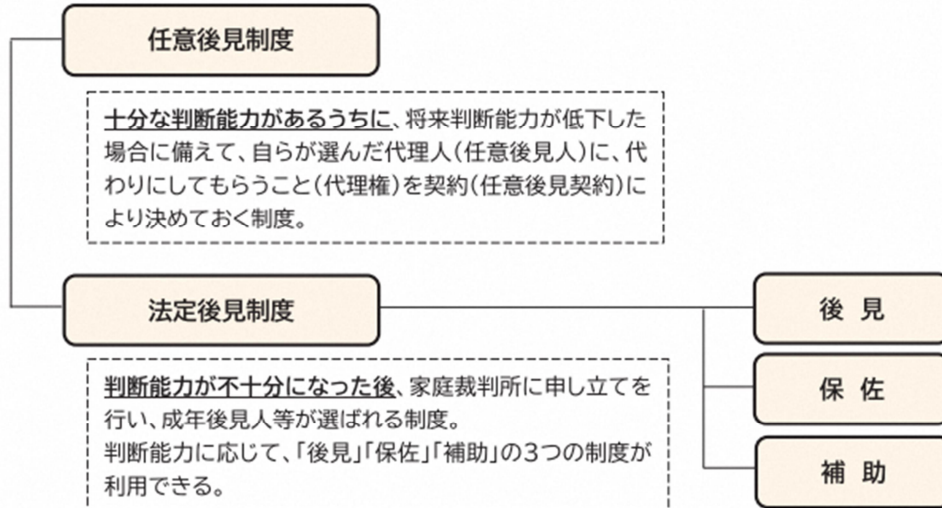 任意後見制度
十分な判断能力があるうちに、将来判断能力が低下した
場合に備えて、自らが選んだ代理人（任意後見人）に、代
わりにしてもらうこと（代理権）を契約（任意後見契約）に
より決めておく制度。
法定後見制度
後 見
保 佐
補 助
判断能力が不十分になった後、家庭裁判所に申し立てを
行い、成年後見人等が選ばれる制度。
判断能力に応じて、「後見」「保佐」「補助」の3つの制度が
利用できる。